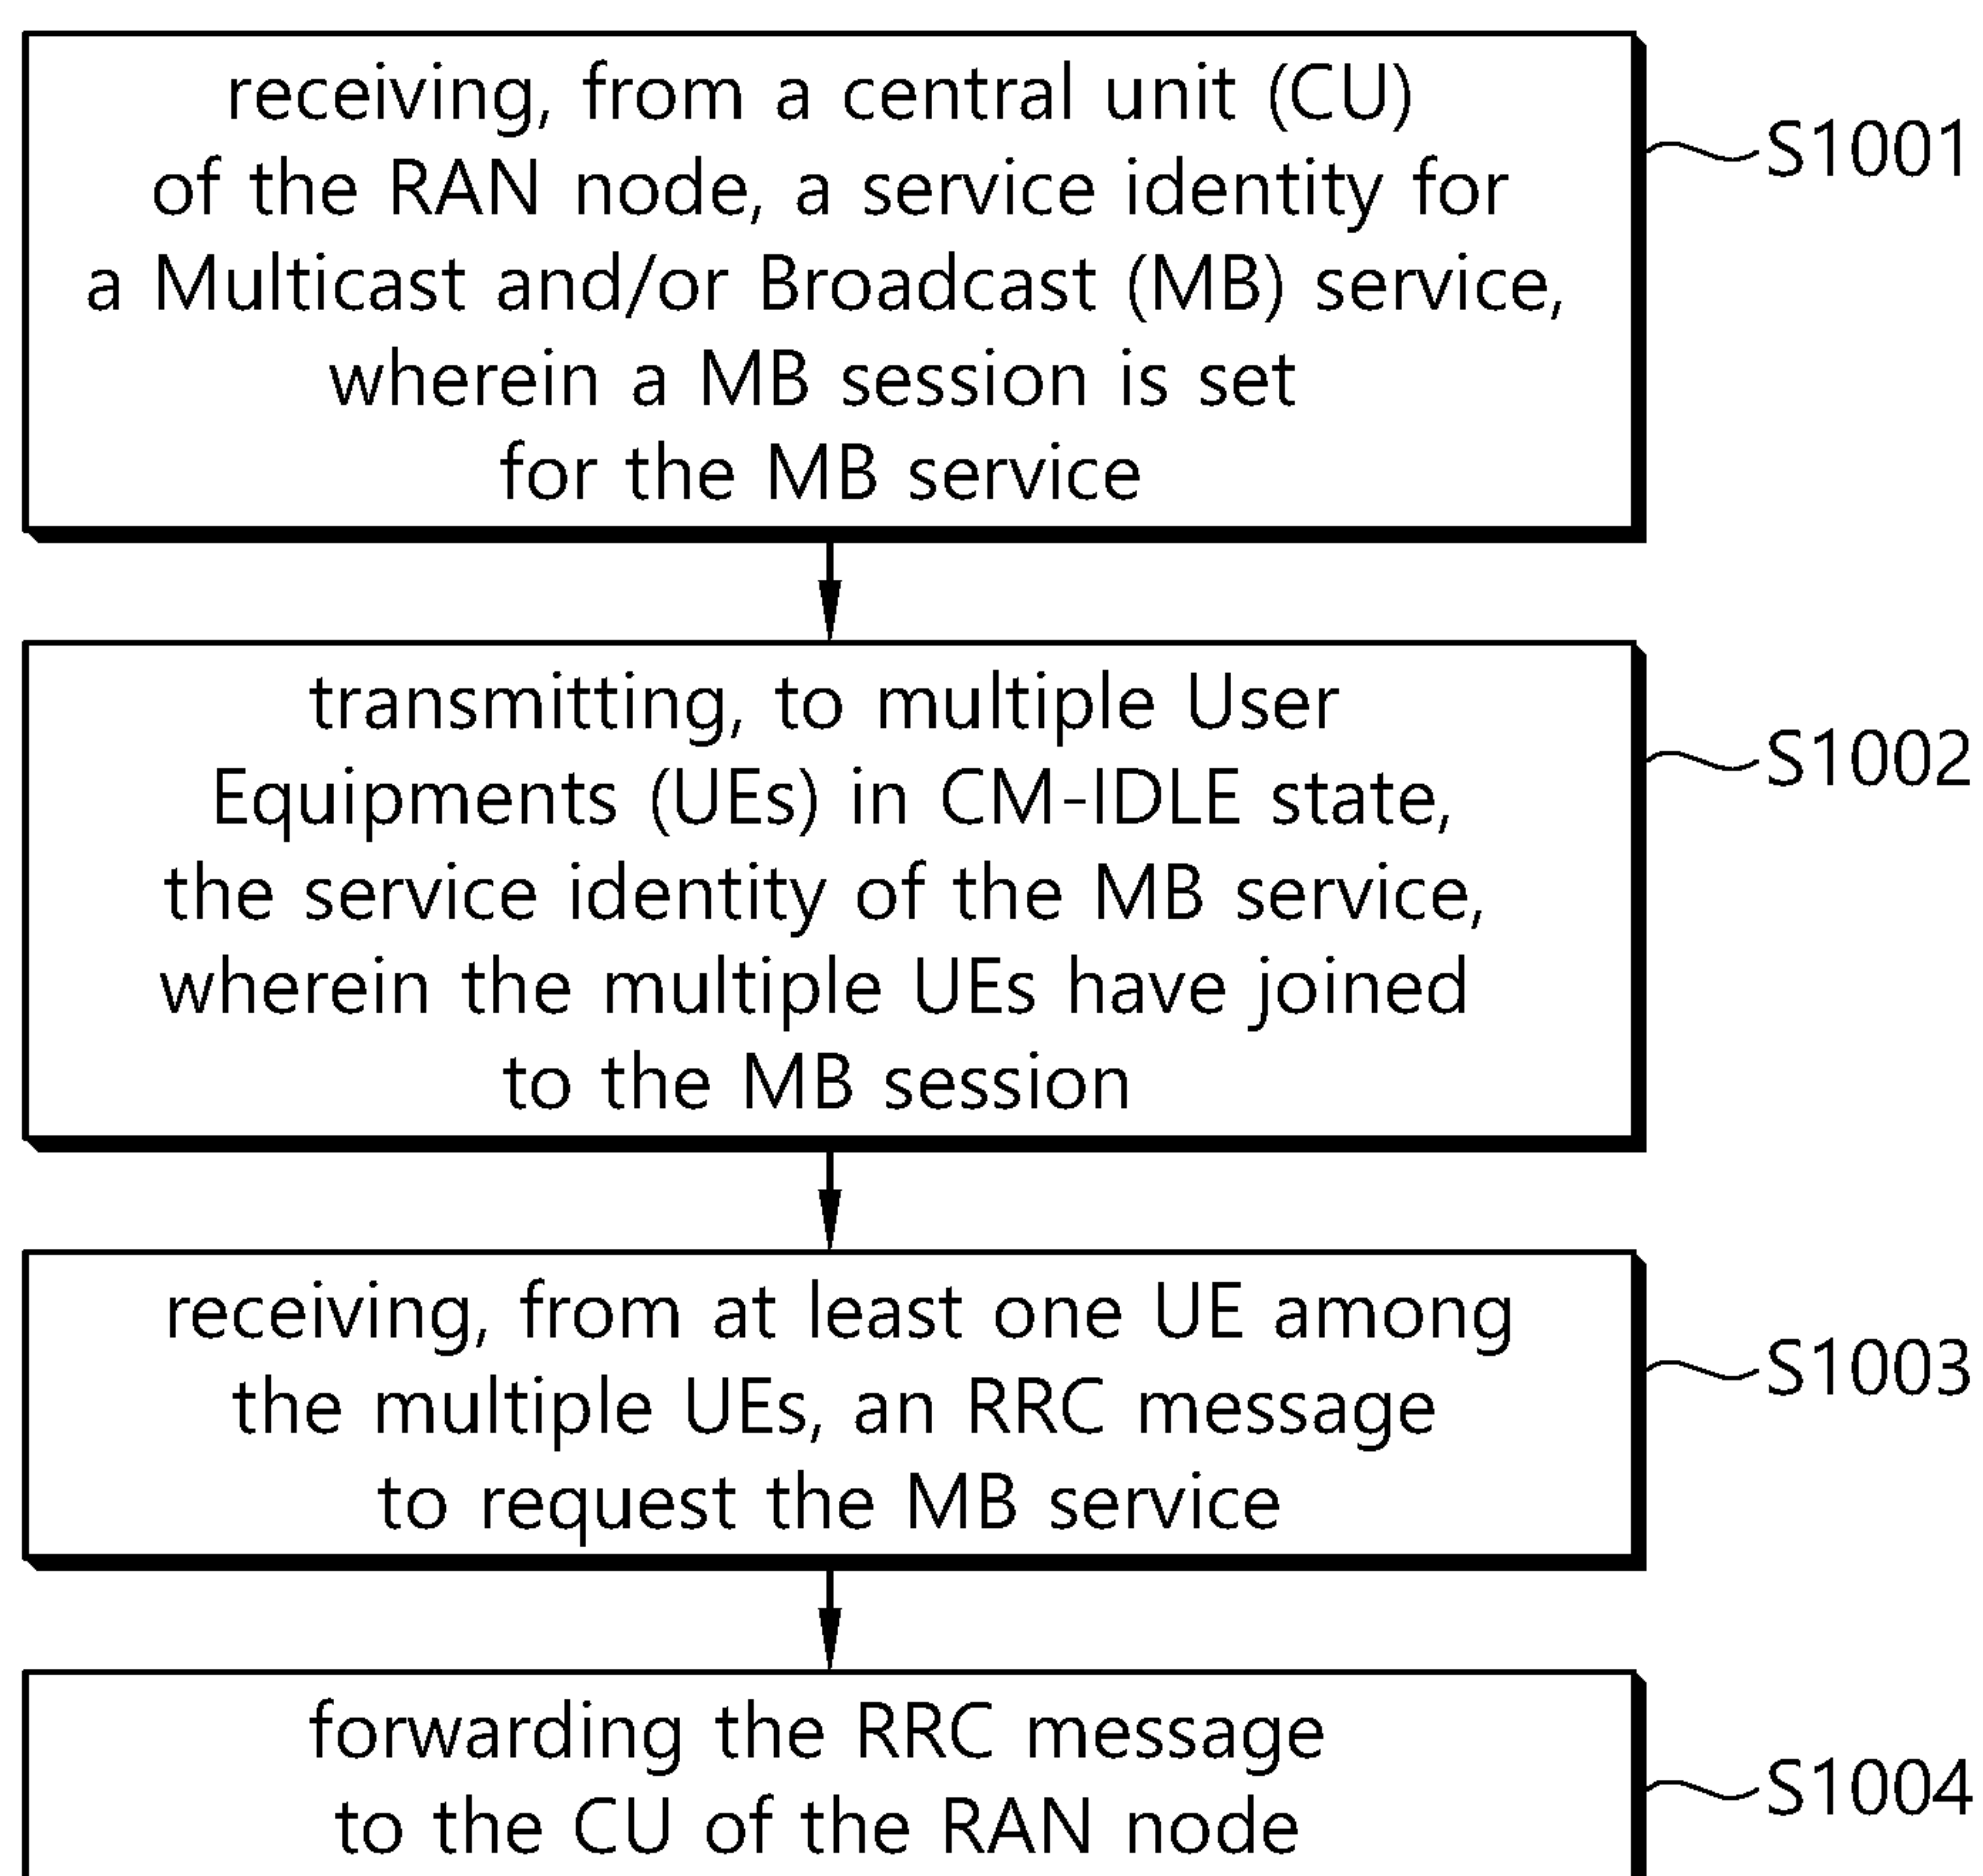 receiving, from a central unit (CU)
of the RAN node, a service identity for
a Multicast and/or Broadcast (MB) service,
wherein a MB session is set
for the MB service
S1001
transmitting, to multiple User
Equipments (UEs) in CM-IDLE state,
the service identity of the MB service,
wherein the multiple UEs have joined
to the MB session
S1002
receiving, from at least one UE among
the multiple UEs, an RRC message
to request the MB service
S1003
forwarding the RRC message
to the CU of the RAN node
S1004